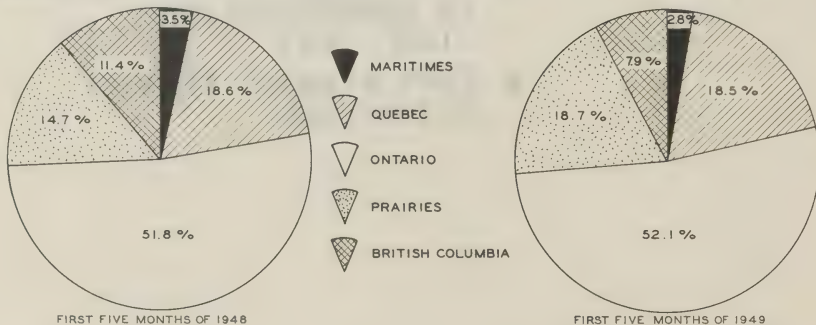 3.5%
11.4 %
18.6 %
14.7 %
51.8 %
FIRST FIVE MONTHS OF 1948
MARITIMES
QUEBEC
ONTARIO
PRAIRIES
BRITISH COLUMBIA
2.8%
7.9 %
18.5 %
18.7 %
52.1 %
FIRST FIVE MONTHS OF 1949